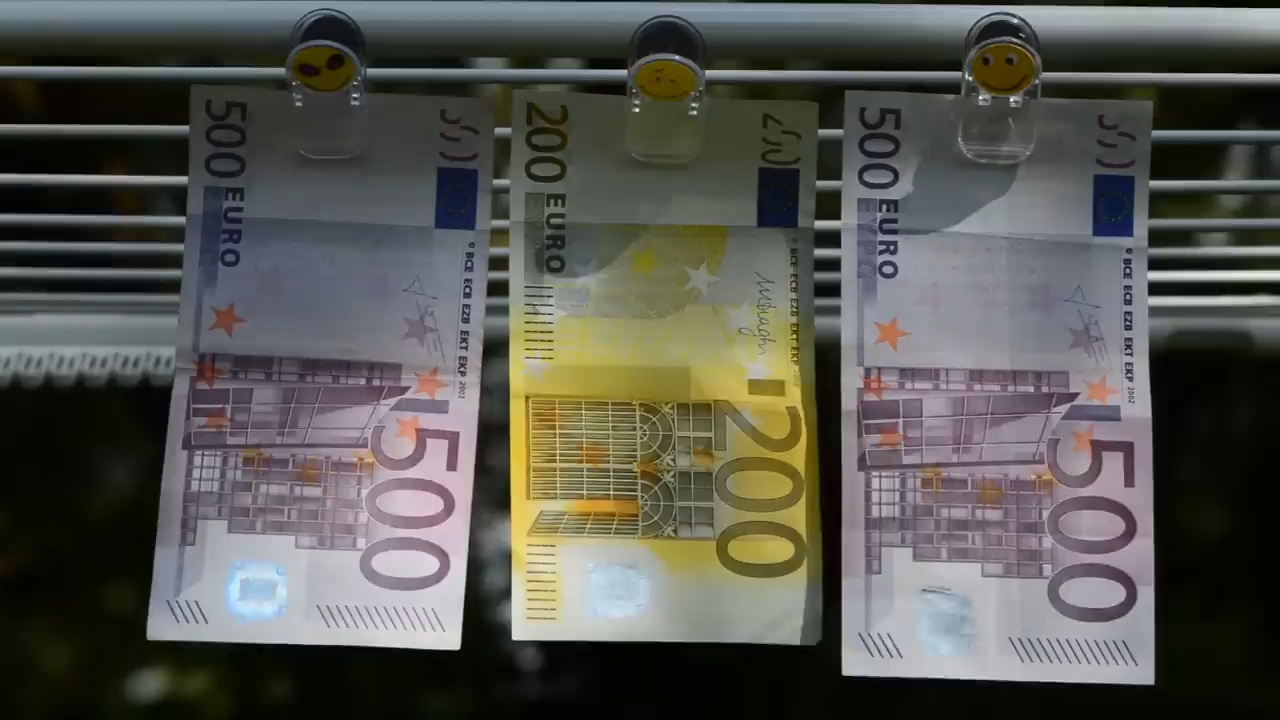 500 EURO
© BCE ECB EZB EKT EKP 2002
500
200 EURO
© BCE ECB EZB EKT EKP
200
500 EURO
© BCE ECB EZB EKT EKP 2002
500